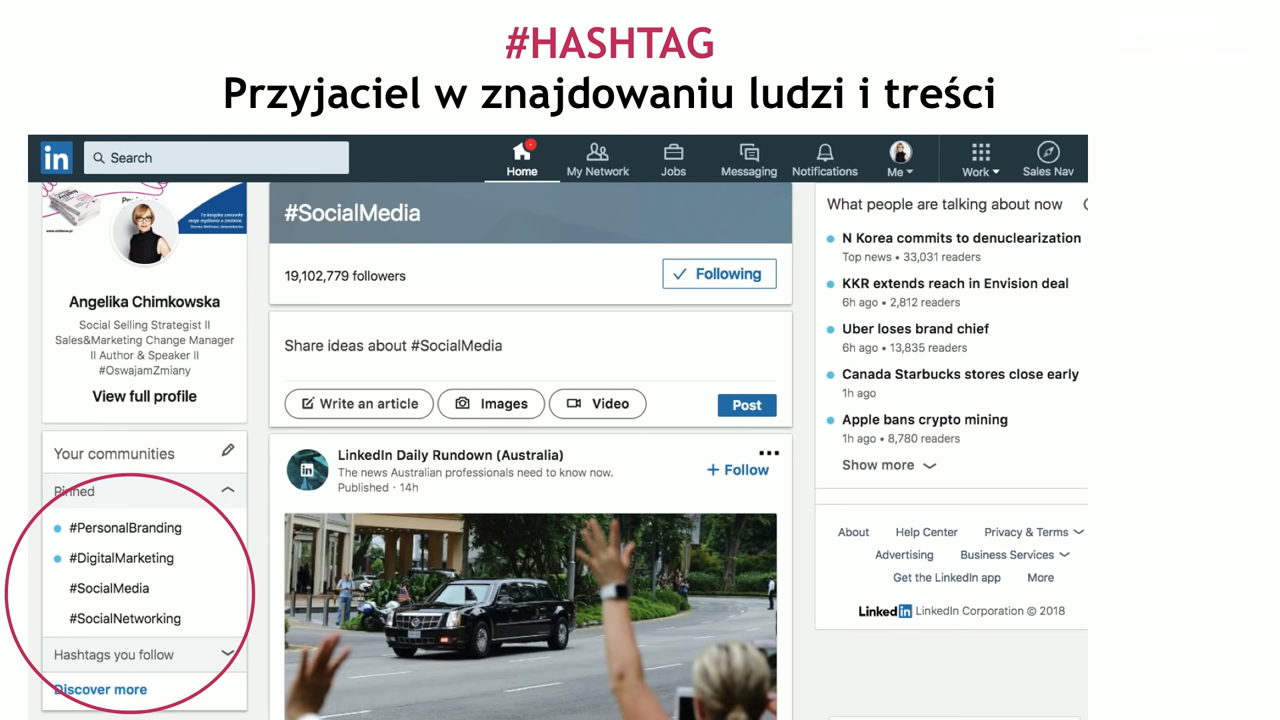 #HASHTAG
Przyjaciel w znajdowaniu ludzi i treści
in
Search
Home
My Network
Jobs
Messaging
Notifications
Me
Work
Sales Nav
Angelika Chimkowska
Social Selling Strategist II
Sales&Marketing Change Manager
II Author & Speaker II
#OswajamZmiany
View full profile
Your communities
Pinned
#PersonalBranding
#DigitalMarketing
#SocialMedia
#SocialNetworking
Hashtags you follow
Discover more
#SocialMedia
19,102,779 followers
Following
Share ideas about #SocialMedia
Write an article
Images
Video
Post
in
LinkedIn Daily Rundown (Australia)
The news Australian professionals need to know now.
Published · 14h
+ Follow
What people are talking about now
N Korea commits to denuclearization
Top news • 33,031 readers
KKR extends reach in Envision deal
6h ago • 2,812 readers
Uber loses brand chief
6h ago • 13,835 readers
Canada Starbucks stores close early
1h ago
Apple bans crypto mining
1h ago • 8,780 readers
Show more
About Help Center Privacy & Terms
Advertising Business Services
Get the LinkedIn app More
LinkedIn LinkedIn Corporation © 2018